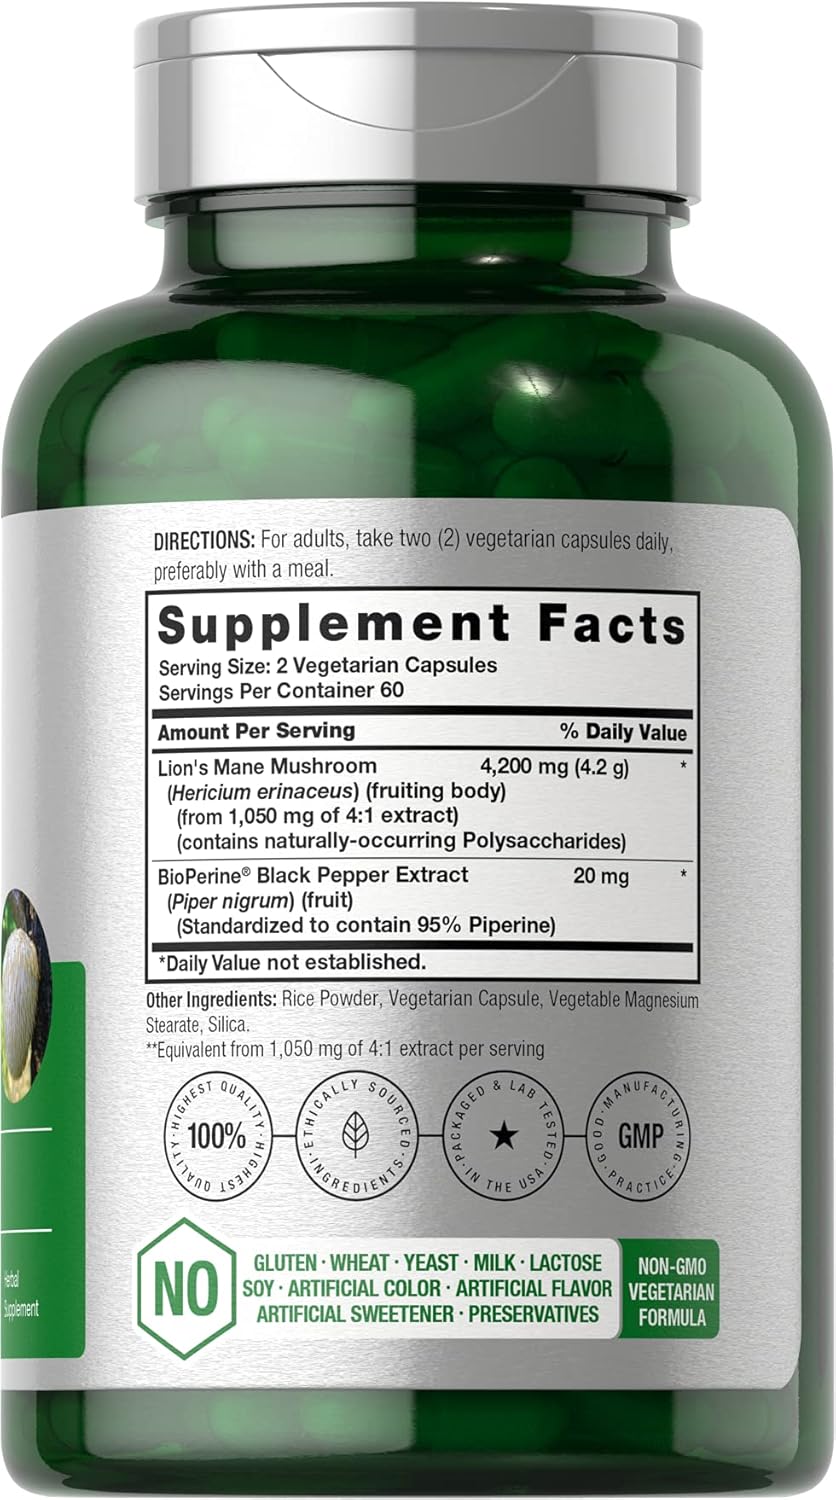 DIRECTIONS: For adults, take two (2) vegetarian capsules daily,
preferably with a meal.
Supplement Facts
Serving Size: 2 Vegetarian Capsules
Servings Per Container 60
Amount Per Serving % Daily Value
Lion's Mane Mushroom 4,200 mg (4.2 g) *
(Hericium erinaceus) (fruiting body)
(from 1,050 mg of 4:1 extract)
(contains naturally-occurring Polysaccharides)
BioPerine® Black Pepper Extract 20 mg *
(Piper nigrum) (fruit)
(Standardized to contain 95% Piperine)
*Daily Value not established.
Other Ingredients: Rice Powder, Vegetarian Capsule, Vegetable Magnesium
Stearate, Silica.
**Equivalent from 1,050 mg of 4:1 extract per serving
HIGHEST QUALITY · HIGHEST QUALITY ·
100%
ETHICALLY SOURCED · INGREDIENTS ·
PACKAGED & LAB TESTED · IN THE USA ·
GOOD · MANUFACTURING · PRACTICE ·
GMP
NO
GLUTEN · WHEAT · YEAST · MILK · LACTOSE
SOY · ARTIFICIAL COLOR · ARTIFICIAL FLAVOR
ARTIFICIAL SWEETENER · PRESERVATIVES
NON-GMO
VEGETARIAN
FORMULA
Herbal
Supplement